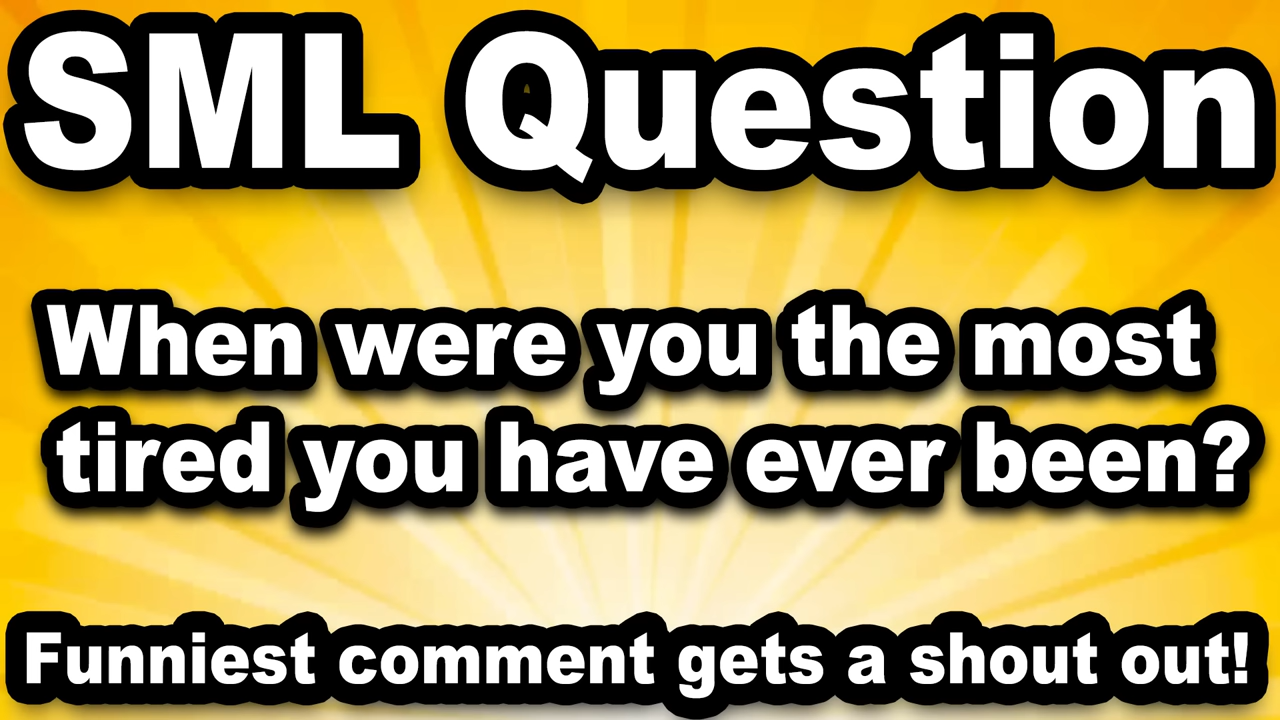 SML Question
When were you the most
tired you have ever been?
Funniest comment gets a shout out!